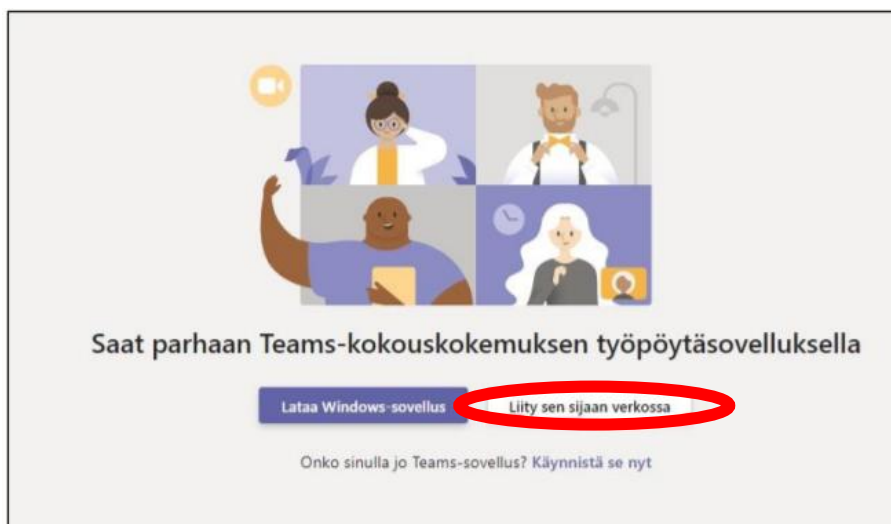 Saat parhaan Teams-kokouskokemuksen työpöytäsovelluksella
Lataa Windows-sovellus Liity sen sijaan verkossa
Onko sinulla jo Teams-sovellus? Käynnistä se nyt